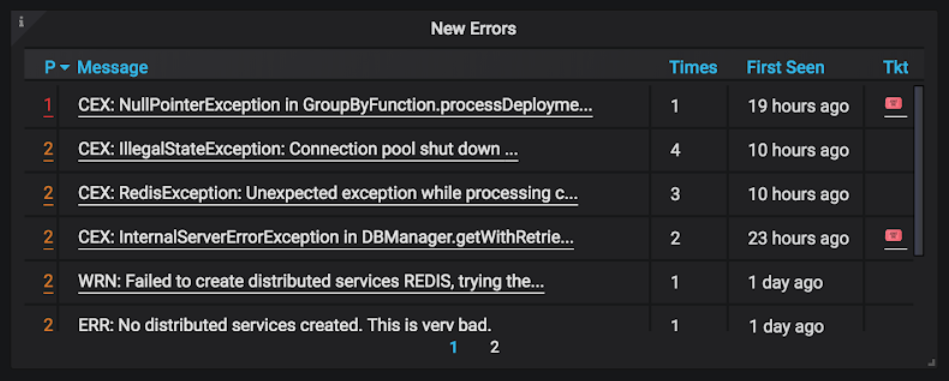 New Errors
P Message Times First Seen Tkt
1 CEX: NullPointerException in GroupByFunction.processDeployme... 1 19 hours ago
2 CEX: IllegalStateException: Connection pool shut down ... 4 10 hours ago
2 CEX: RedisException: Unexpected exception while processing c... 3 10 hours ago
2 CEX: InternalServerErrorException in DBManager.getWithRetrie... 2 23 hours ago
2 WRN: Failed to create distributed services REDIS, trying the... 1 1 day ago
2 ERR: No distributed services created. This is very bad. 1 1 day ago
1 2